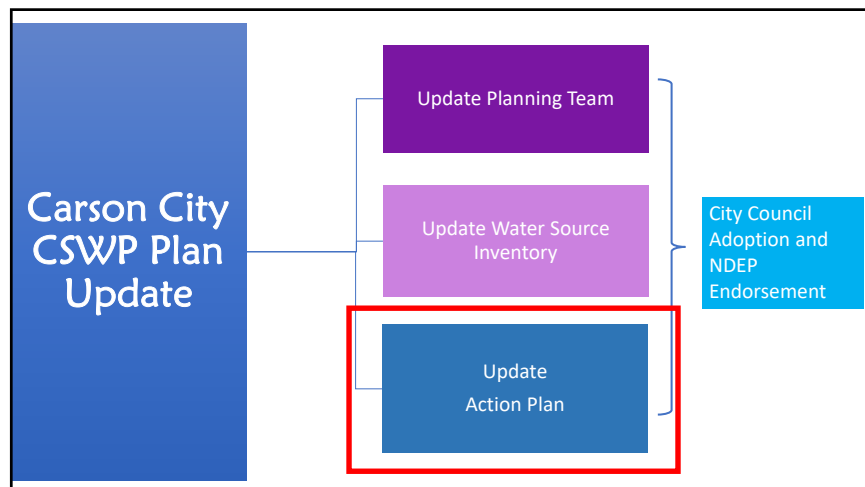 Carson City
CSWP Plan
Update
Update Planning Team
Update Water Source
Inventory
Update
Action Plan
City Council
Adoption and
NDEP
Endorsement